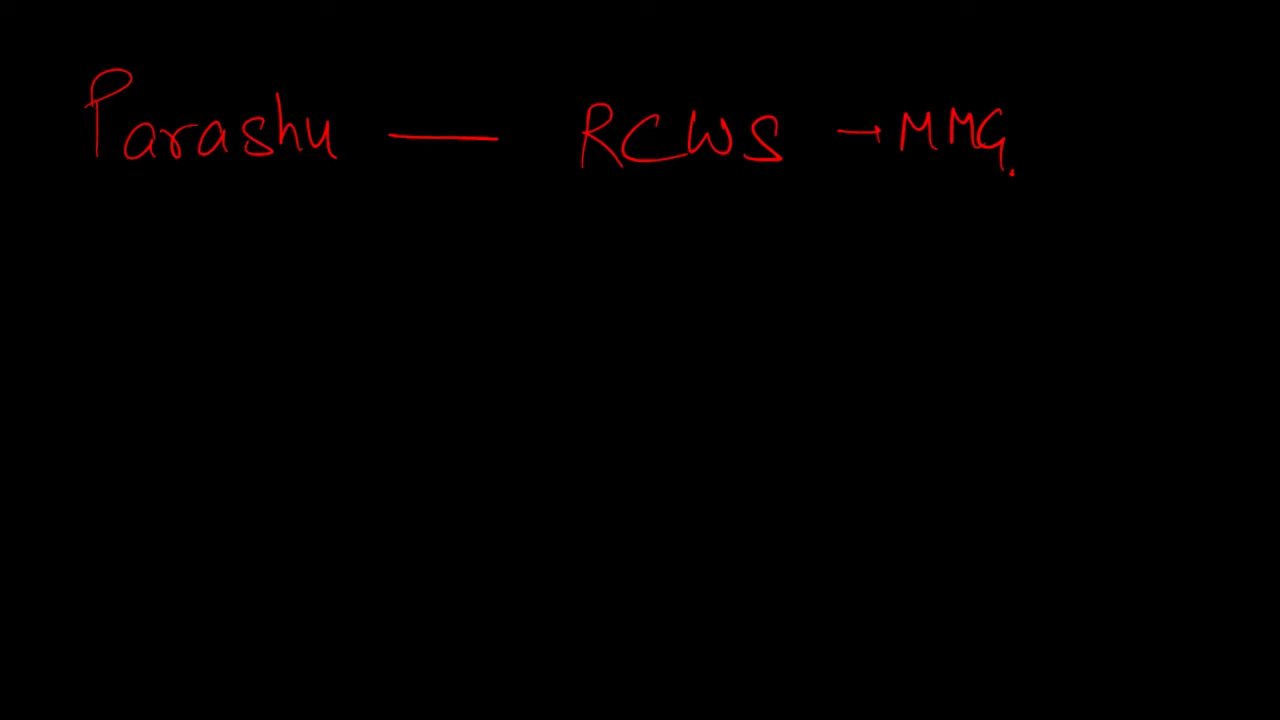 Parashu — RCWS → MMG.